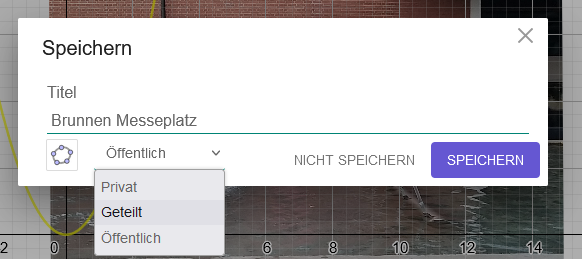 Speichern
Titel
Brunnen Messeplatz
Öffentlich
NICHT SPEICHERN
SPEICHERN
Privat
Geteilt
Öffentlich
2
0
6
8
10
12
14